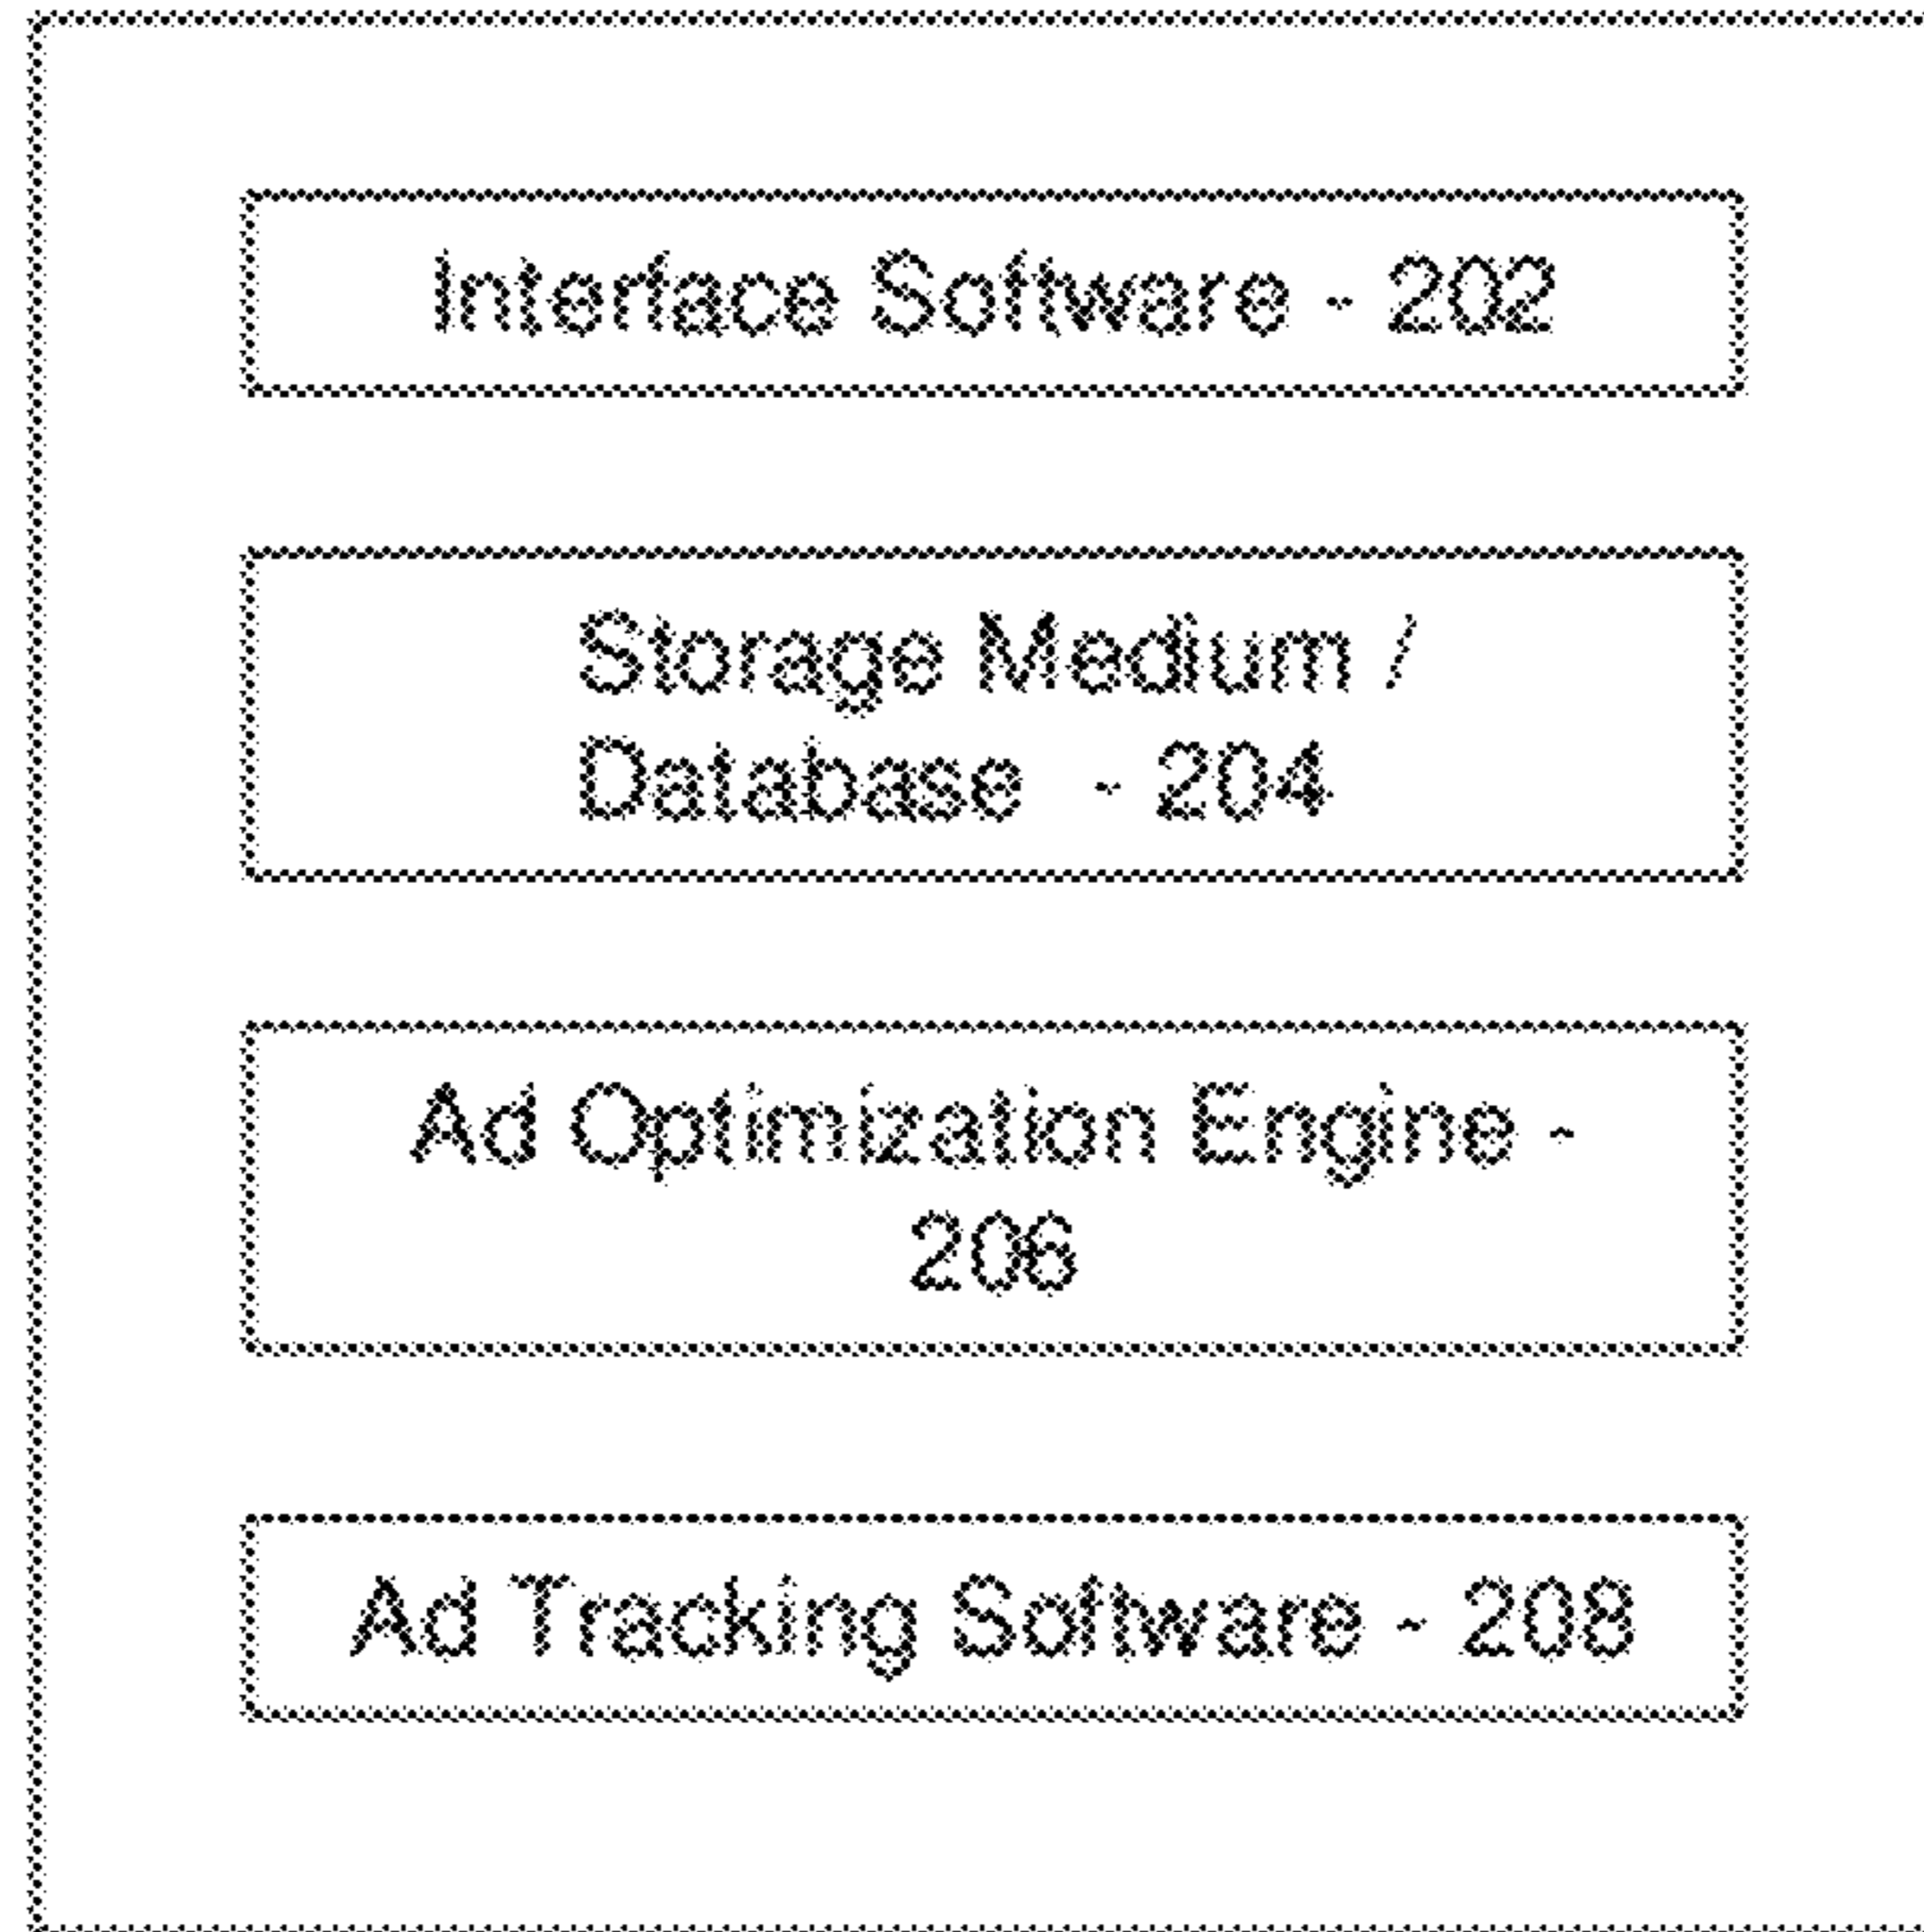 Interface Software - 202
Storage Medium /
Database - 204
Ad Optimization Engine -
206
Ad Tracking Software - 208